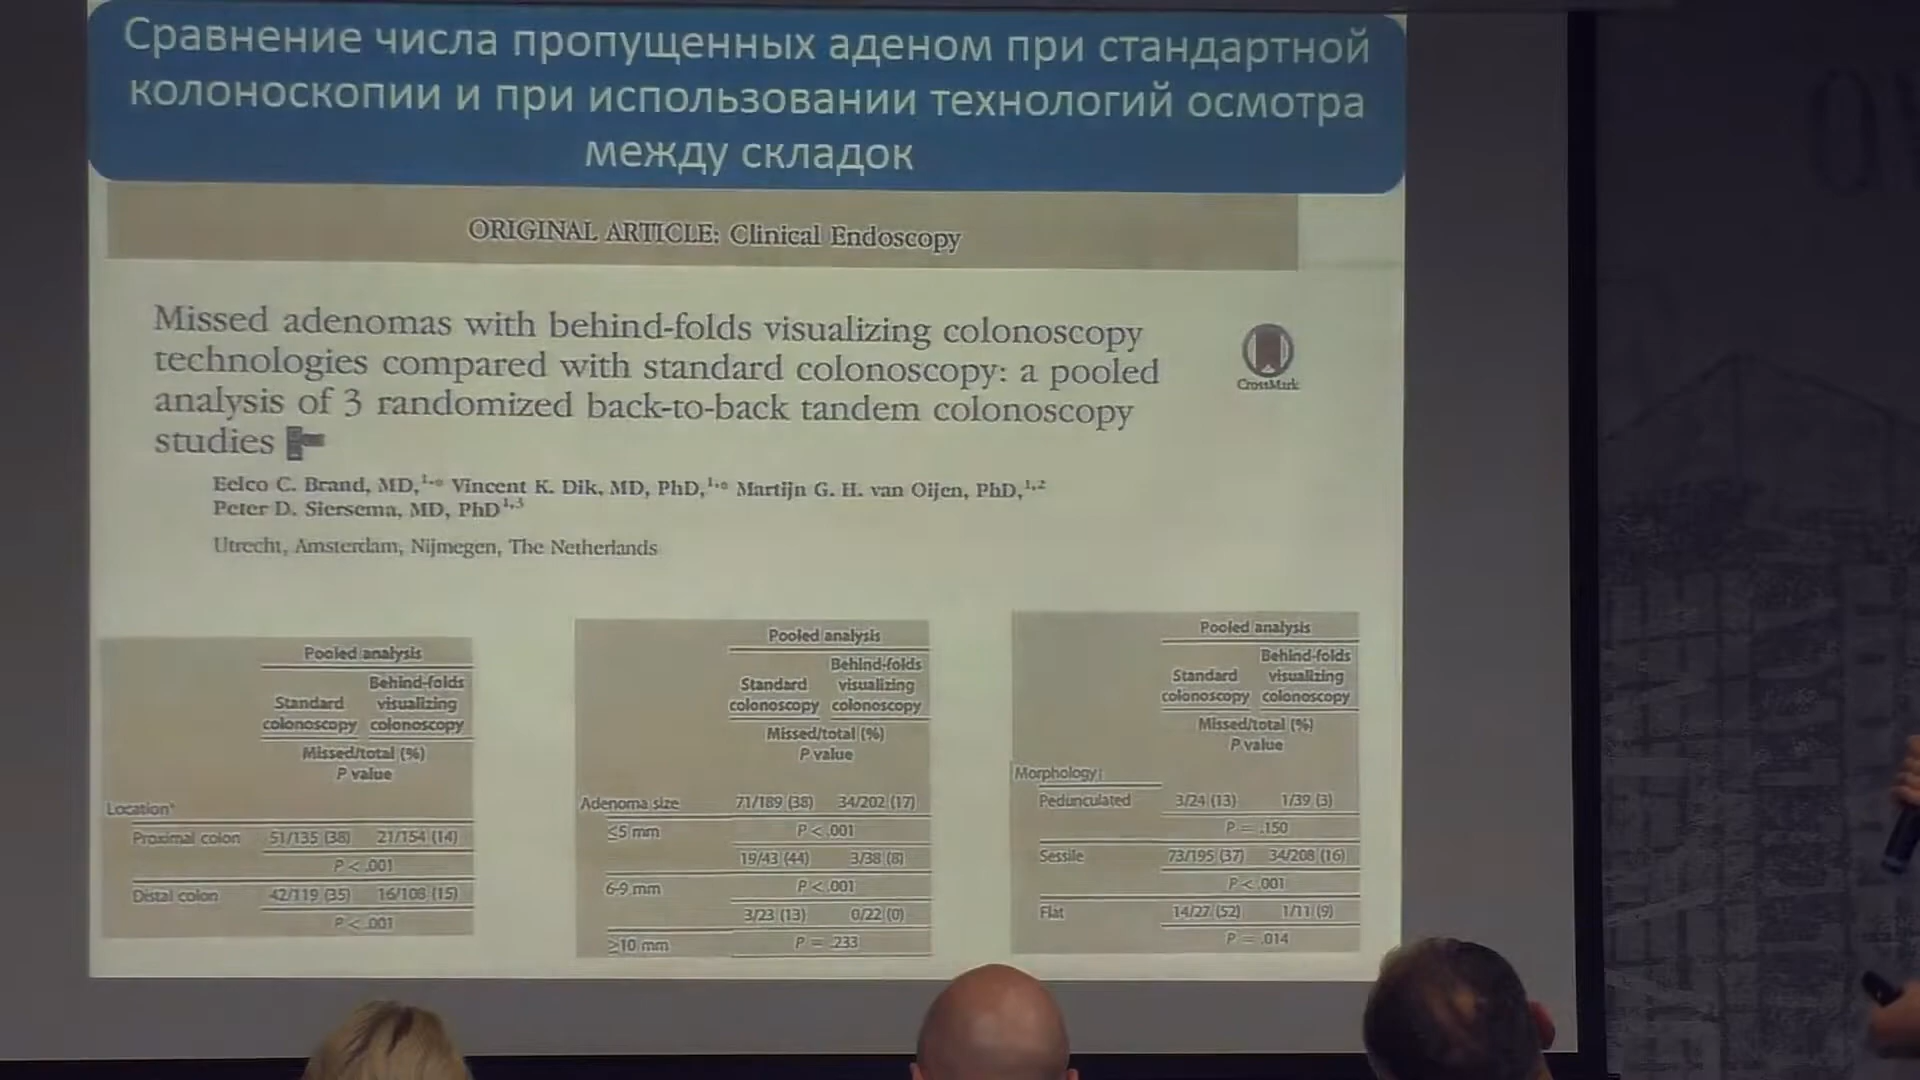 Сравнение числа пропущенных аденом при стандартной
колоноскопии и при использовании технологий осмотра
между складок
ORIGINAL ARTICLE: Clinical Endoscopy
Missed adenomas with behind-folds visualizing colonoscopy
technologies compared with standard colonoscopy: a pooled
analysis of 3 randomized back-to-back tandem colonoscopy
studies
CrossMark
Eelco C. Brand, MD,1,* Vincent K. Dik, MD, PhD,1,* Martijn G. H. van Oijen, PhD,1,2
Peter D. Siersema, MD, PhD1,3
Utrecht, Amsterdam, Nijmegen, The Netherlands
Pooled analysis
Behind-folds
Standard visualizing
colonoscopy colonoscopy
Missed/total (%)
P value
Location*
Proximal colon 51/135 (38) 21/154 (14)
P < .001
Distal colon 42/119 (35) 16/108 (15)
P < .001
Pooled analysis
Behind-folds
Standard visualizing
colonoscopy colonoscopy
Missed/total (%)
P value
Adenoma size 71/189 (38) 34/202 (17)
≤5 mm P < .001
19/43 (44) 3/38 (8)
6-9 mm P < .001
3/23 (13) 0/22 (0)
≥10 mm P = .233
Pooled analysis
Behind-folds
Standard visualizing
colonoscopy colonoscopy
Missed/total (%)
P value
Morphology
Pedunculated 3/24 (13) 1/39 (3)
P = .150
Sessile 73/195 (37) 34/208 (16)
P < .001
Flat 14/27 (52) 1/11 (9)
P = .014